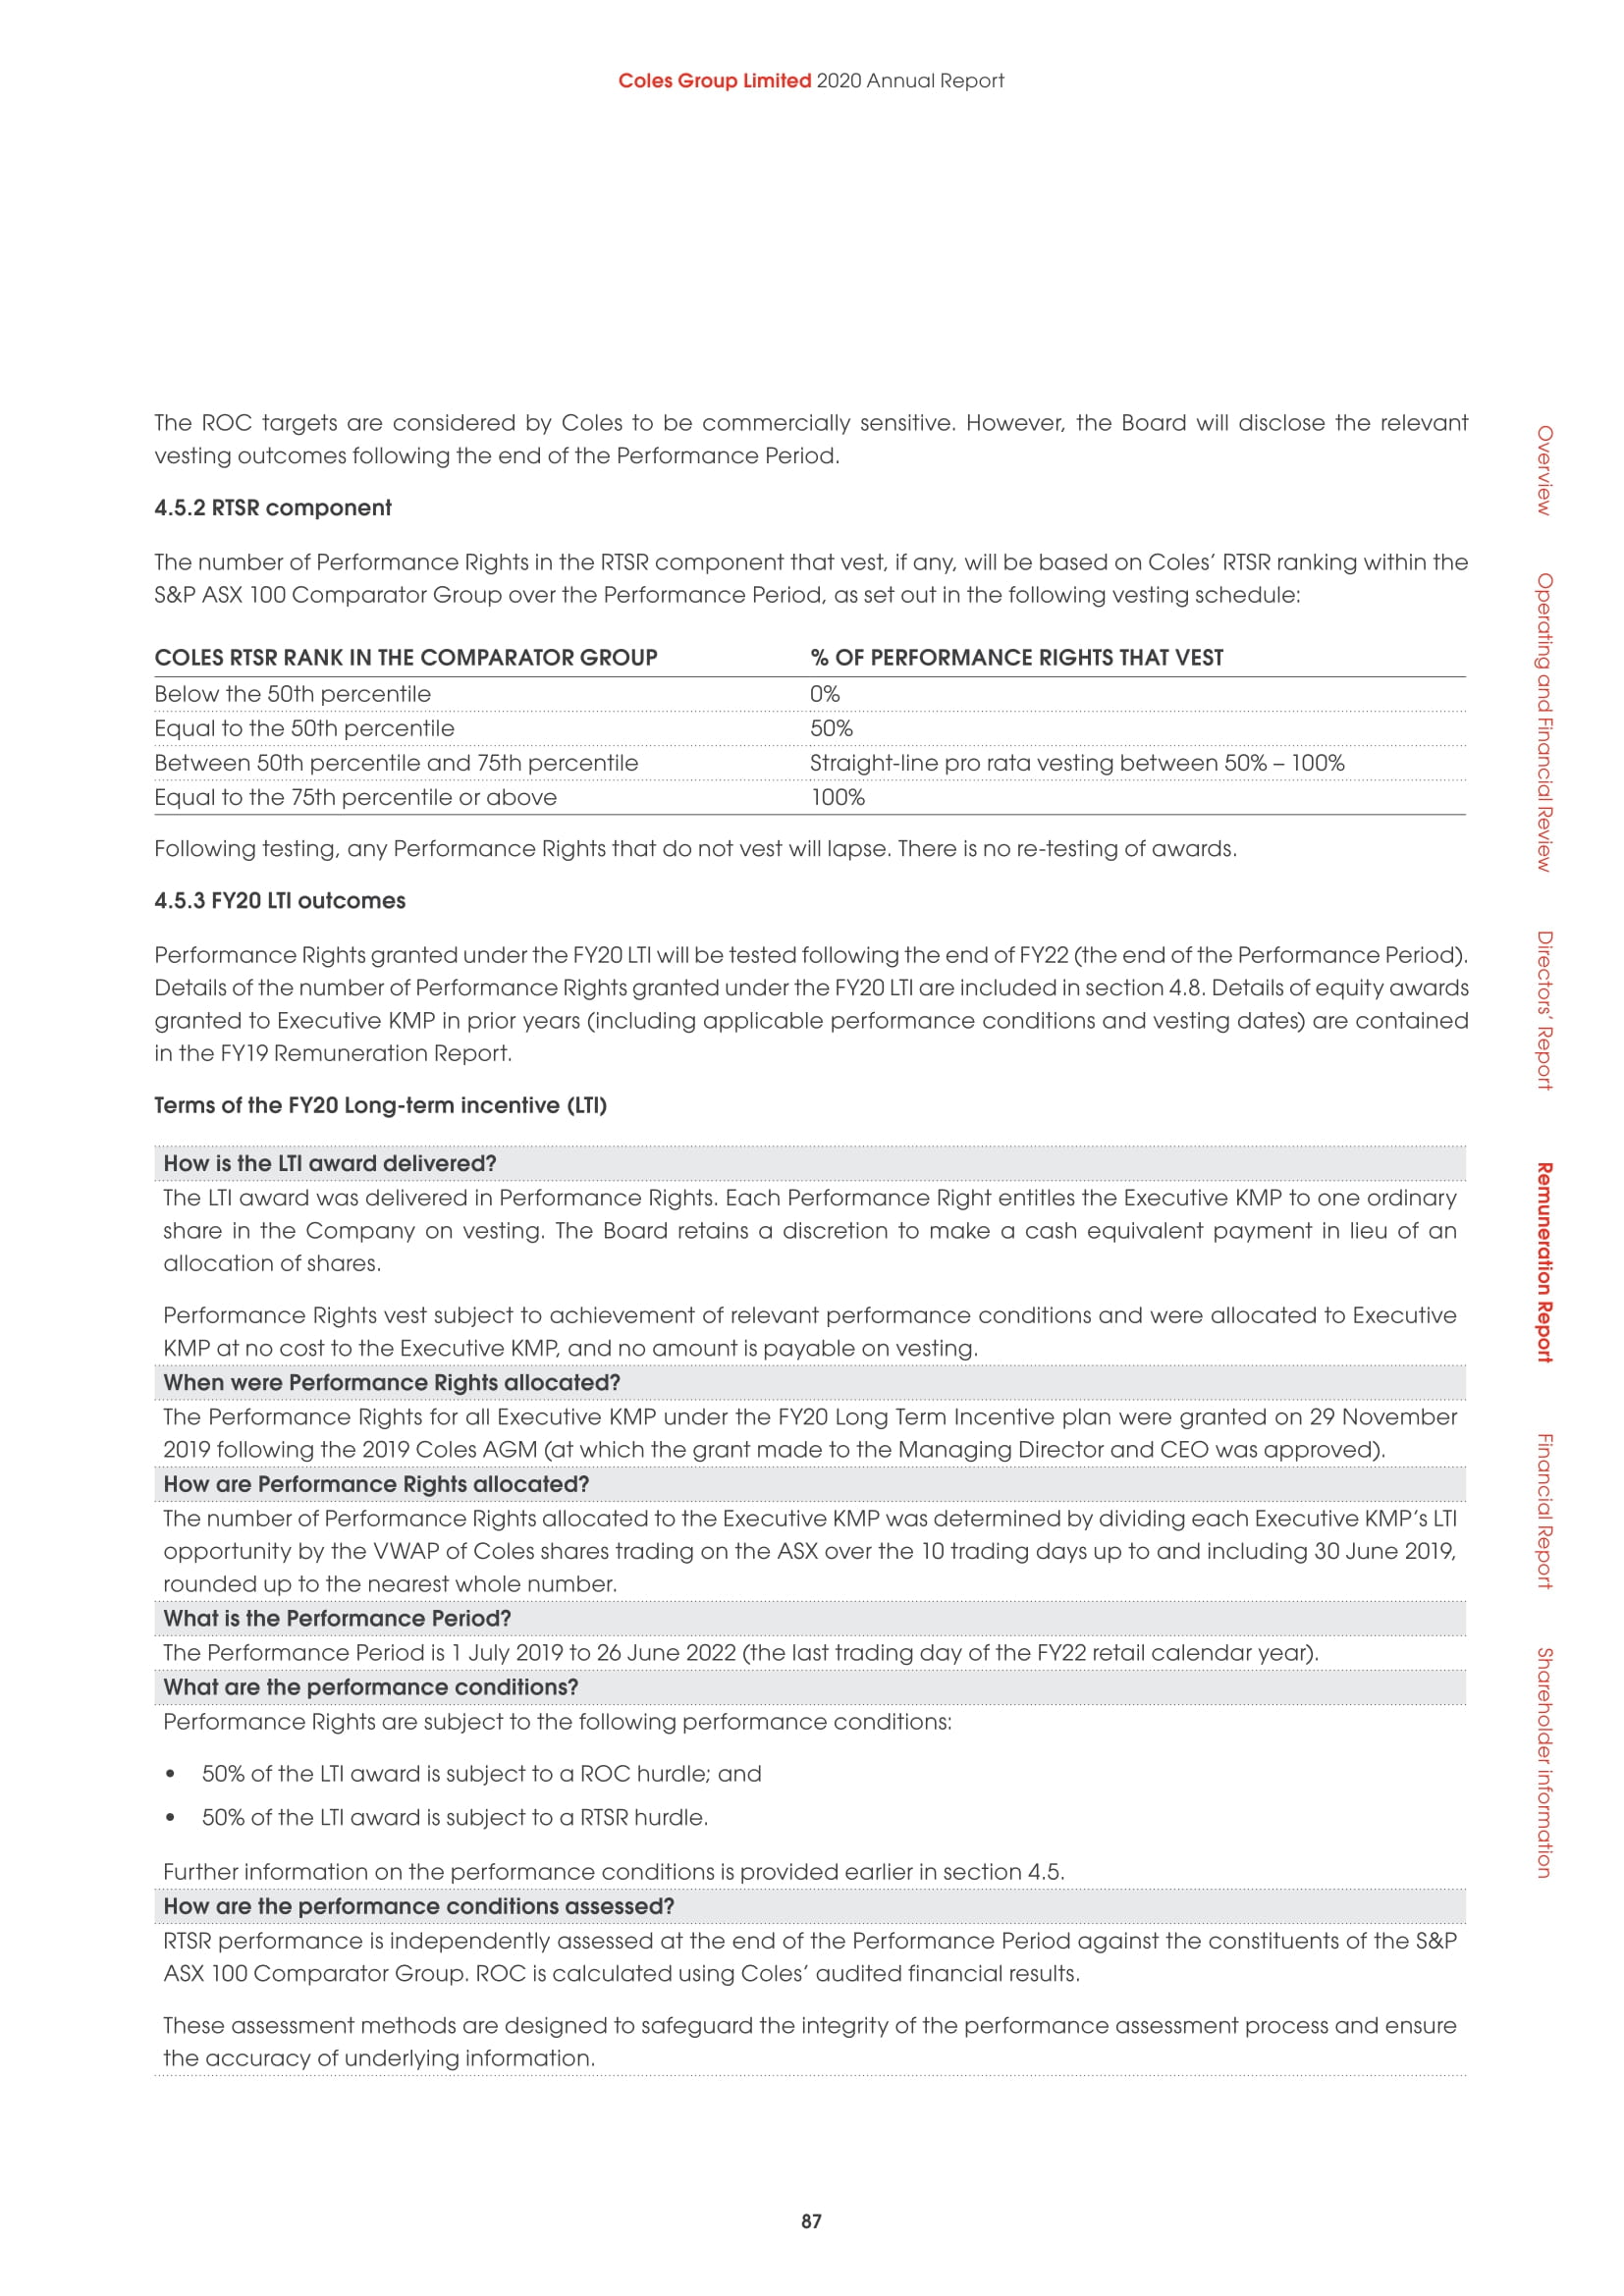 Coles Group Limited 2020 Annual Report
The ROC targets are considered by Coles to be commercially sensitive. However, the Board will disclose the relevant
vesting outcomes following the end of the Performance Period.
4.5.2 RTSR component
The number of Performance Rights in the RTSR component that vest, if any, will be based on Coles’ RTSR ranking within the
S&P ASX 100 Comparator Group over the Performance Period, as set out in the following vesting schedule:
COLES RTSR RANK IN THE COMPARATOR GROUP % OF PERFORMANCE RIGHTS THAT VEST
Below the 50th percentile 0%
Equal to the 50th percentile 50%
Between 50th percentile and 75th percentile Straight-line pro rata vesting between 50% – 100%
Equal to the 75th percentile or above 100%
Following testing, any Performance Rights that do not vest will lapse. There is no re-testing of awards.
4.5.3 FY20 LTI outcomes
Performance Rights granted under the FY20 LTI will be tested following the end of FY22 (the end of the Performance Period).
Details of the number of Performance Rights granted under the FY20 LTI are included in section 4.8. Details of equity awards
granted to Executive KMP in prior years (including applicable performance conditions and vesting dates) are contained
in the FY19 Remuneration Report.
Terms of the FY20 Long-term incentive (LTI)
How is the LTI award delivered?
The LTI award was delivered in Performance Rights. Each Performance Right entitles the Executive KMP to one ordinary
share in the Company on vesting. The Board retains a discretion to make a cash equivalent payment in lieu of an
allocation of shares.
Performance Rights vest subject to achievement of relevant performance conditions and were allocated to Executive
KMP at no cost to the Executive KMP, and no amount is payable on vesting.
When were Performance Rights allocated?
The Performance Rights for all Executive KMP under the FY20 Long Term Incentive plan were granted on 29 November
2019 following the 2019 Coles AGM (at which the grant made to the Managing Director and CEO was approved).
How are Performance Rights allocated?
The number of Performance Rights allocated to the Executive KMP was determined by dividing each Executive KMP’s LTI
opportunity by the VWAP of Coles shares trading on the ASX over the 10 trading days up to and including 30 June 2019,
rounded up to the nearest whole number.
What is the Performance Period?
The Performance Period is 1 July 2019 to 26 June 2022 (the last trading day of the FY22 retail calendar year).
What are the performance conditions?
Performance Rights are subject to the following performance conditions:
• 50% of the LTI award is subject to a ROC hurdle; and
• 50% of the LTI award is subject to a RTSR hurdle.
Further information on the performance conditions is provided earlier in section 4.5.
How are the performance conditions assessed?
RTSR performance is independently assessed at the end of the Performance Period against the constituents of the S&P
ASX 100 Comparator Group. ROC is calculated using Coles’ audited financial results.
These assessment methods are designed to safeguard the integrity of the performance assessment process and ensure
the accuracy of underlying information.
Overview
Operating and Financial Review
Directors’ Report
Remuneration Report
Financial Report
Shareholder information
87